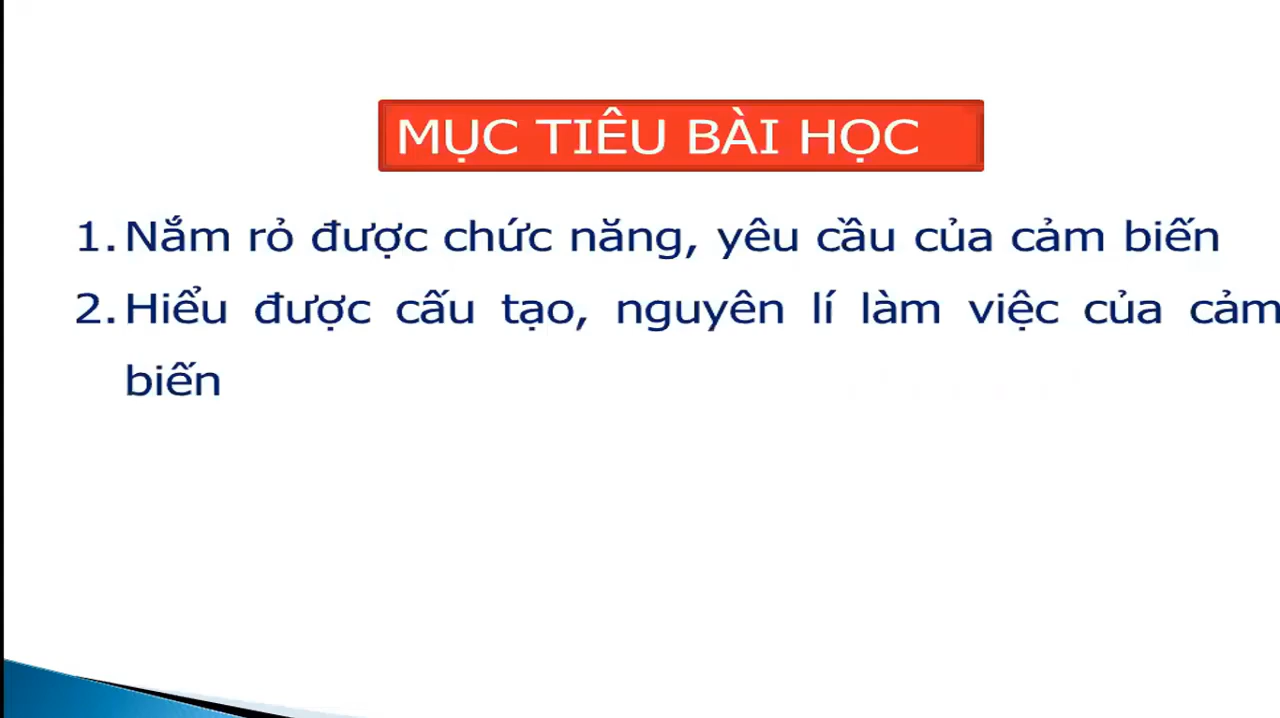 MỤC TIÊU BÀI HỌC
1. Nắm rỏ được chức năng, yêu cầu của cảm biến
2. Hiểu được cấu tạo, nguyên lí làm việc của cảm
biến